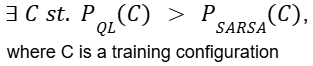 ∃ C st. P_QL(C) > P_SARSA(C),
where C is a training configuration